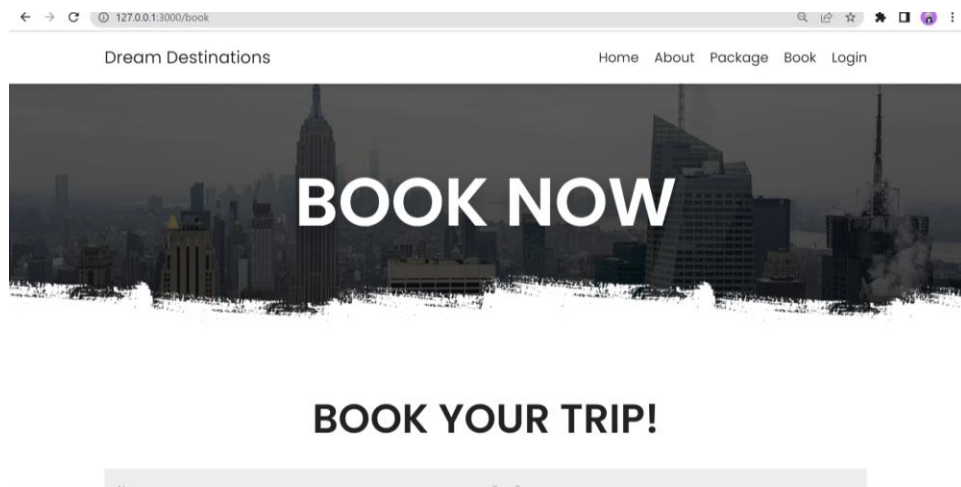 127.0.0.1:3000/book
Dream Destinations
Home About Package Book Login
BOOK NOW
BOOK YOUR TRIP!